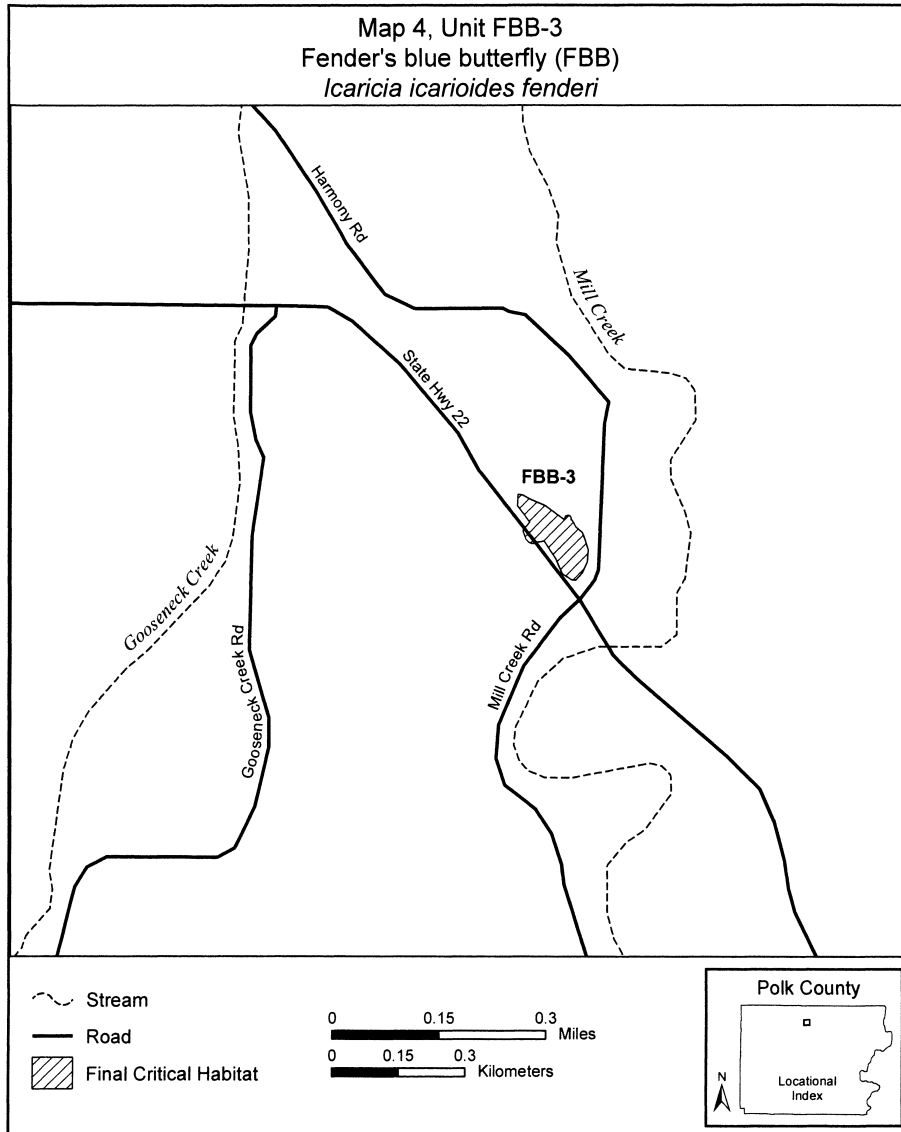 Map 4, Unit FBB-3
Fender's blue butterfly (FBB)
Icaricia icarioides fenderi
Harmony Rd
Mill Creek
State Hwy 22
FBB-3
Gooseneck Creek
Gooseneck Creek Rd
Mill Creek Rd
Stream
Road
Final Critical Habitat
0 0.15 0.3
Miles
0 0.15 0.3
Kilometers
Polk County
N
Locational
Index